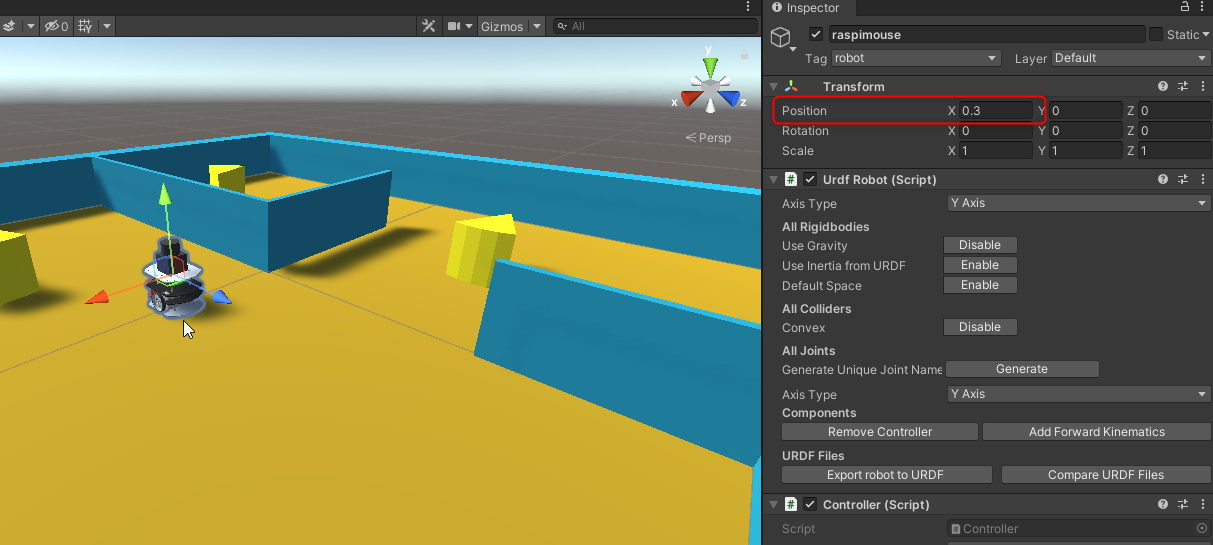 Inspector
0
Gizmos
All
raspimouse
Static
Tag robot Layer Default
y
x
z
Persp
Transform
Position X 0.3 Y 0 Z 0
Rotation X 0 Y 0 Z 0
Scale X 1 Y 1 Z 1
# Urdf Robot (Script)
Axis Type Y Axis
All Rigidbodies
Use Gravity Disable
Use Inertia from URDF Enable
Default Space Enable
All Colliders
Convex Disable
All Joints
Generate Unique Joint Name Generate
Axis Type Y Axis
Components
Remove Controller Add Forward Kinematics
URDF Files
Export robot to URDF Compare URDF Files
# Controller (Script)
Script # Controller